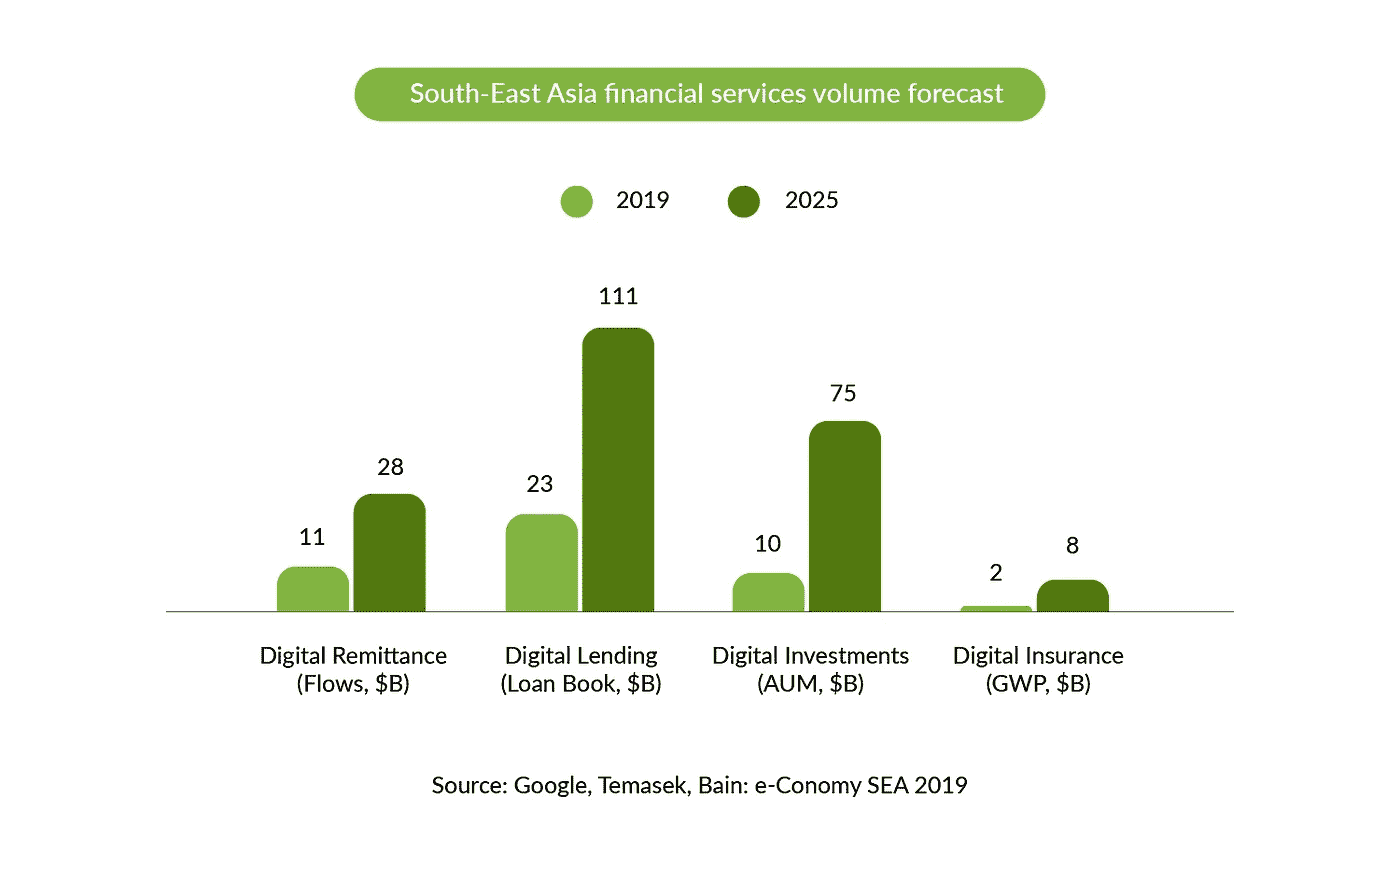 South-East Asia financial services volume forecast
2019 2025
11 28 23 111 10 75 2 8
Digital Remittance Digital Lending Digital Investments Digital Insurance
(Flows, $B) (Loan Book, $B) (AUM, $B) (GWP, $B)
Source: Google, Temasek, Bain: e-Conomy SEA 2019